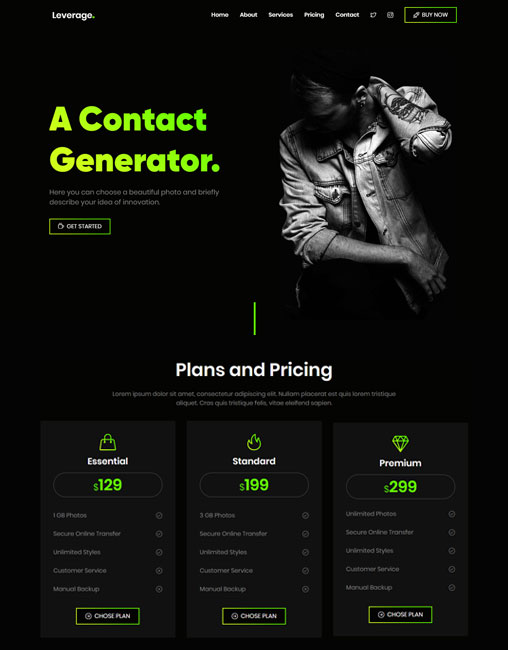 Leverage.
Home About Services Pricing Contact BUY NOW
A Contact
Generator.
Here you can choose a beautiful photo and briefly
describe your idea of innovation.
GET STARTED
Plans and Pricing
Lorem ipsum dolor sit amet, consectetur adipiscing elit. Nullam placerat est quis lorem tristique
aliquet. Cras quis tristique felis, vitae eleifend sapien.
Essential
$129
1 GB Photos
Secure Online Transfer
Unlimited Styles
Customer Service
Manual Backup
CHOSE PLAN
Standard
$199
3 GB Photos
Secure Online Transfer
Unlimited Styles
Customer Service
Manual Backup
CHOSE PLAN
Premium
$299
Unlimited Photos
Secure Online Transfer
Unlimited Styles
Customer Service
Manual Backup
CHOSE PLAN